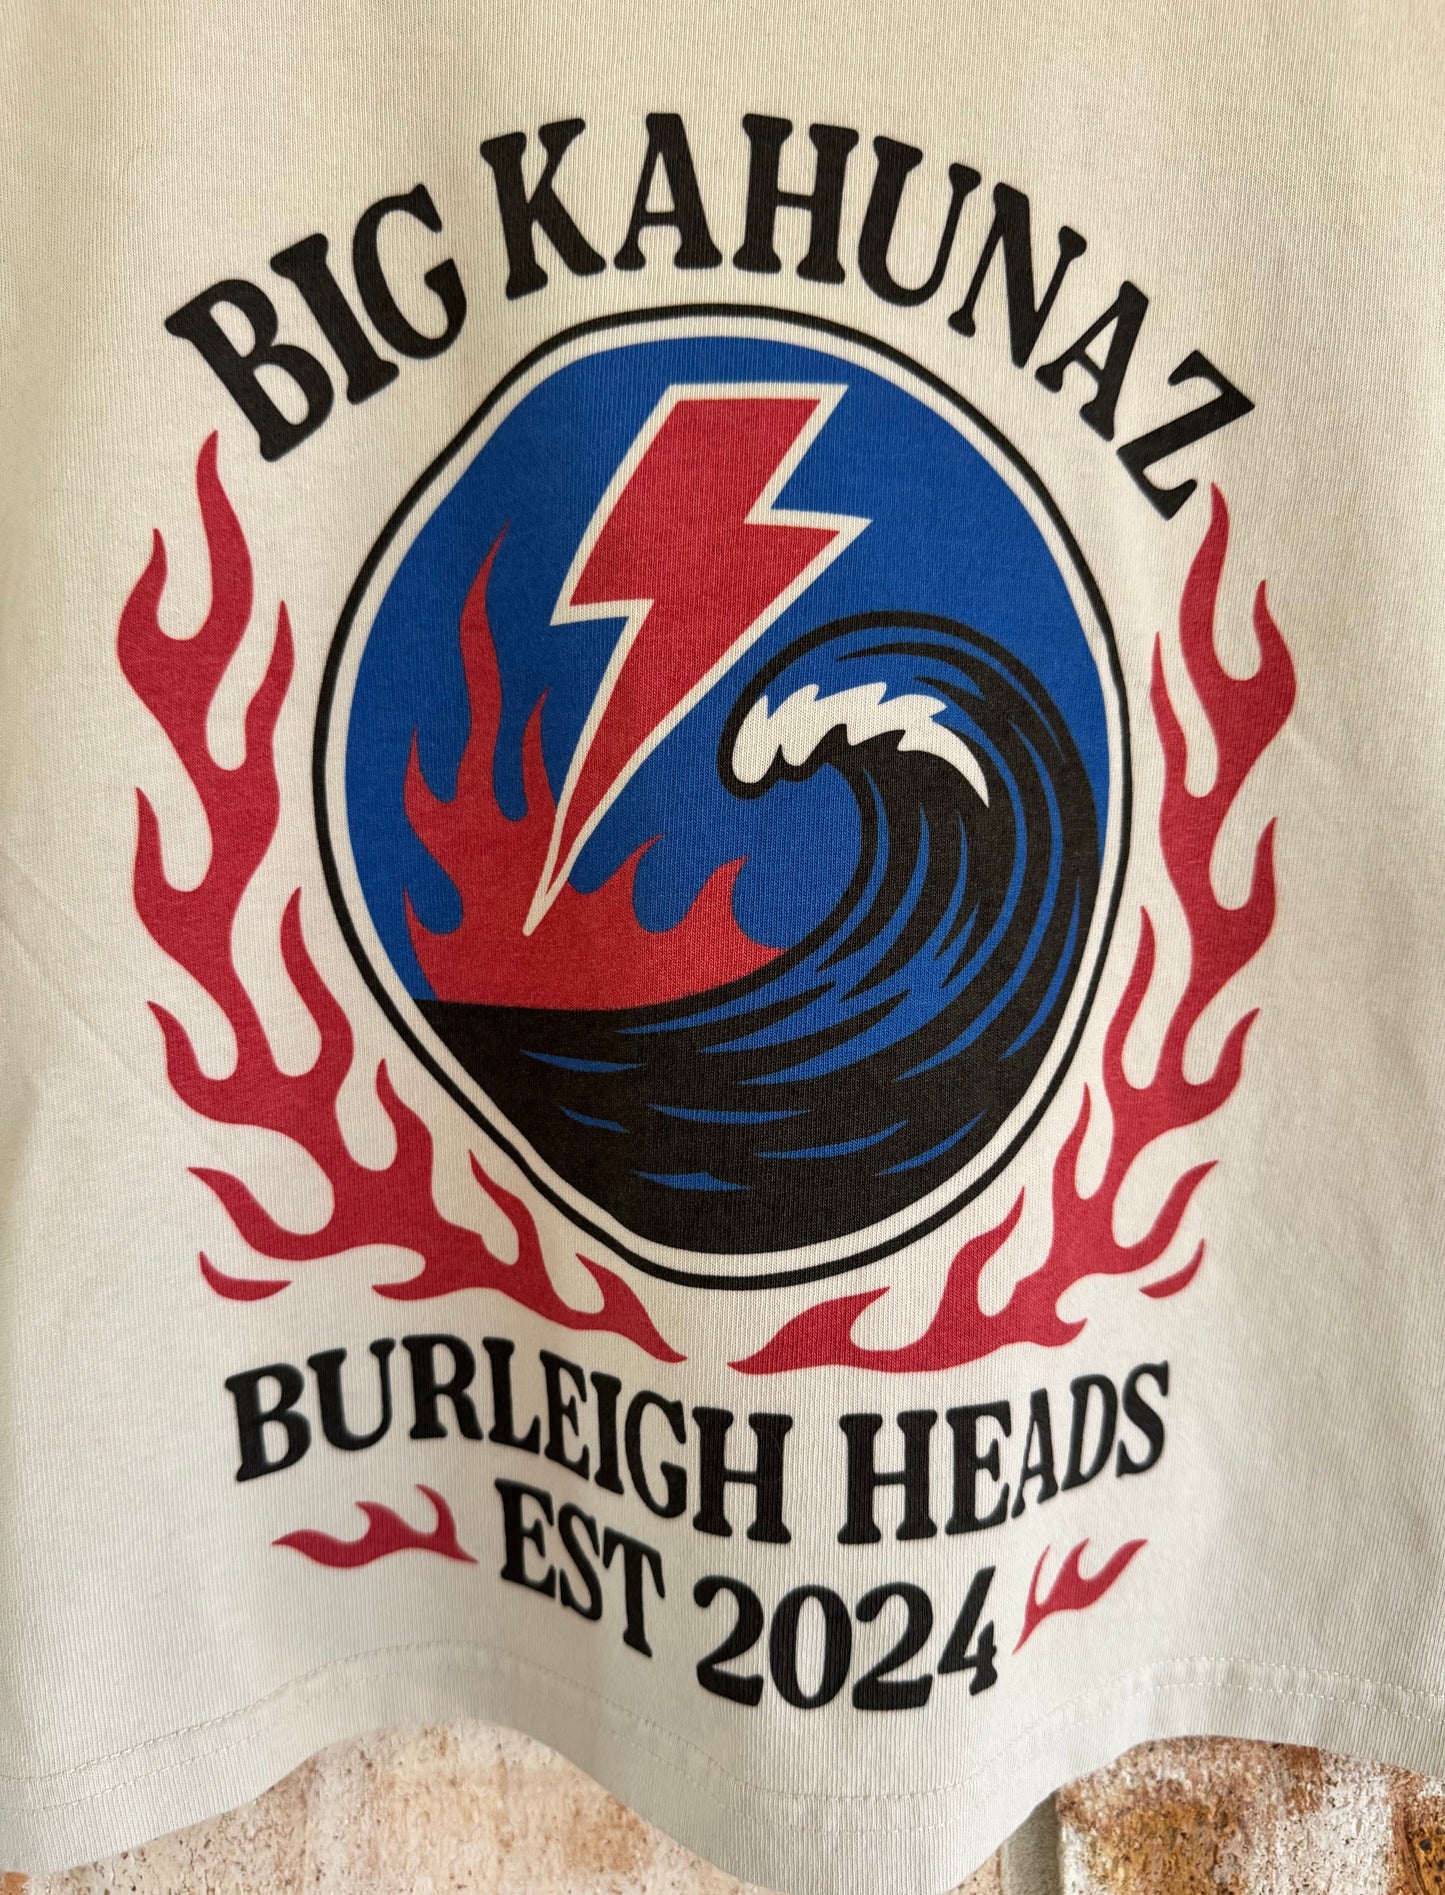 BIG KAHUNAZ
BURLEIGH HEADS
EST 2024